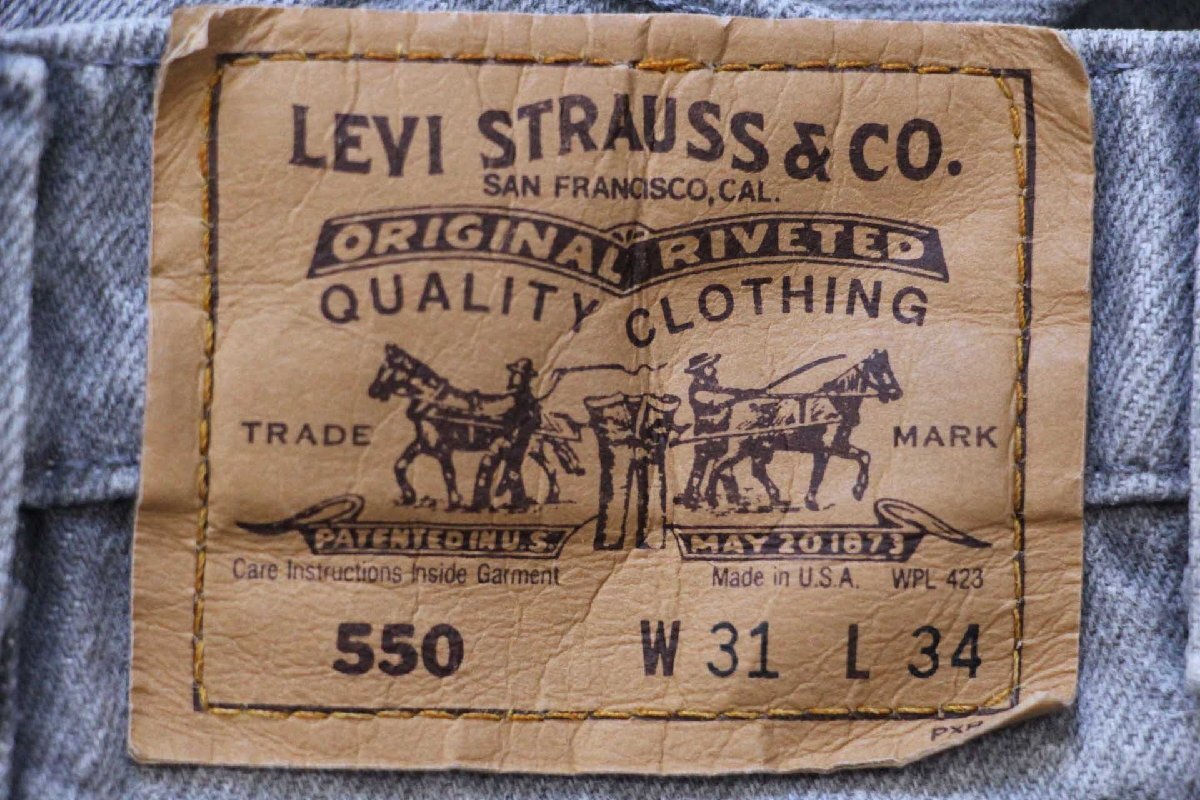 LEVI STRAUSS & CO.
SAN FRANCISCO, CAL.
ORIGINAL RIVETED
QUALITY CLOTHING
TRADE MARK
PATENTED IN U.S. MAY 20 1873
Care Instructions Inside Garment Made in U.S.A. WPL 423
550 W 31 L 34